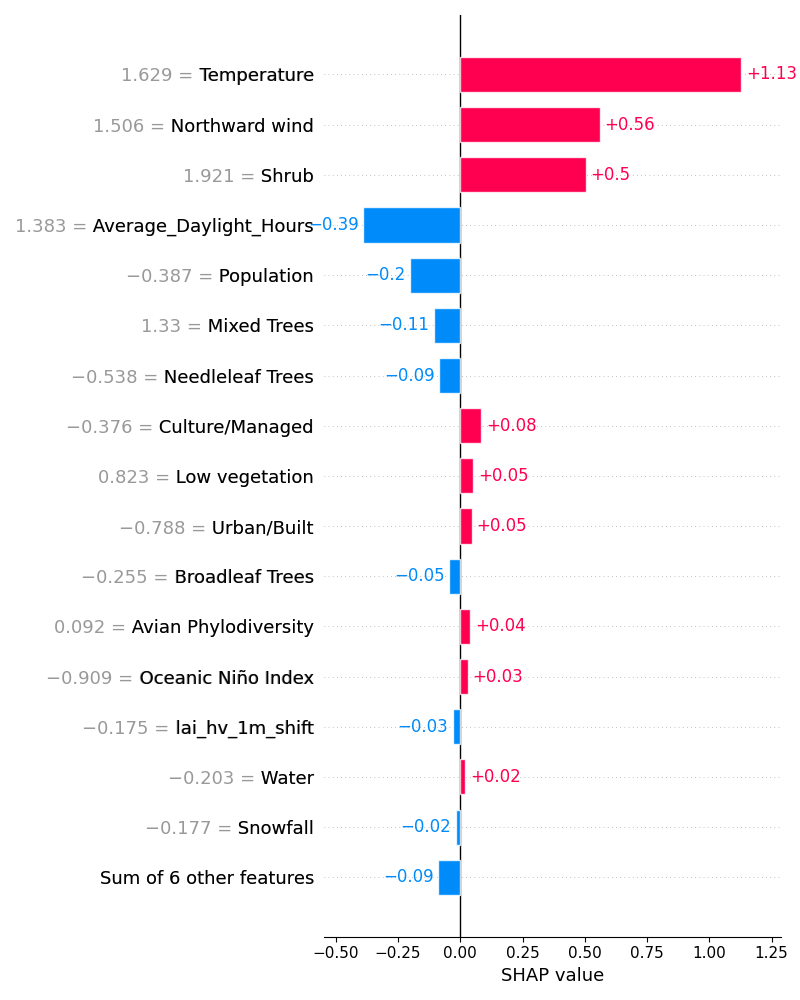 1.629 = Temperature +1.13
1.506 = Northward wind +0.56
1.921 = Shrub +0.5
1.383 = Average_Daylight_Hours −0.39
−0.387 = Population −0.2
1.33 = Mixed Trees −0.11
−0.538 = Needleleaf Trees −0.09
−0.376 = Culture/Managed +0.08
0.823 = Low vegetation +0.05
−0.788 = Urban/Built +0.05
−0.255 = Broadleaf Trees −0.05
0.092 = Avian Phylodiversity +0.04
−0.909 = Oceanic Niño Index +0.03
−0.175 = lai_hv_1m_shift −0.03
−0.203 = Water +0.02
−0.177 = Snowfall −0.02
Sum of 6 other features −0.09
−0.50 −0.25 0.00 0.25 0.50 0.75 1.00 1.25
SHAP value